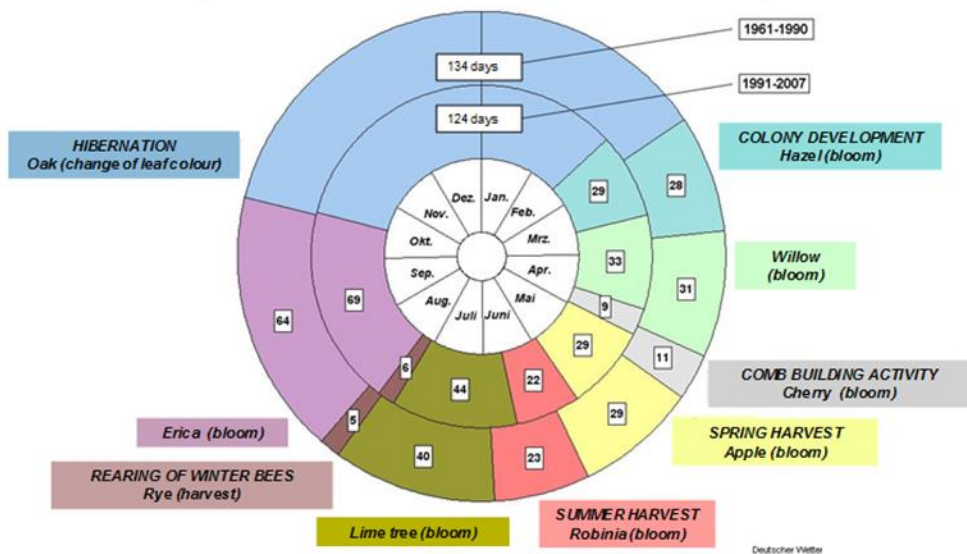 1961-1990
134 days
1991-2007
124 days
HIBERNATION
Oak (change of leaf colour)
COLONY DEVELOPMENT
Hazel (bloom)
29
28
Dez.
Jan.
Nov.
Feb.
Okt.
Mrz.
Sep.
Apr.
Aug.
Mai
Juli
Juni
Willow
(bloom)
33
31
9
11
64
69
29
29
COMB BUILDING ACTIVITY
Cherry (bloom)
6
44
22
5
40
23
Erica (bloom)
SPRING HARVEST
Apple (bloom)
REARING OF WINTER BEES
Rye (harvest)
SUMMER HARVEST
Robinia (bloom)
Lime tree (bloom)
Deutscher Wetter